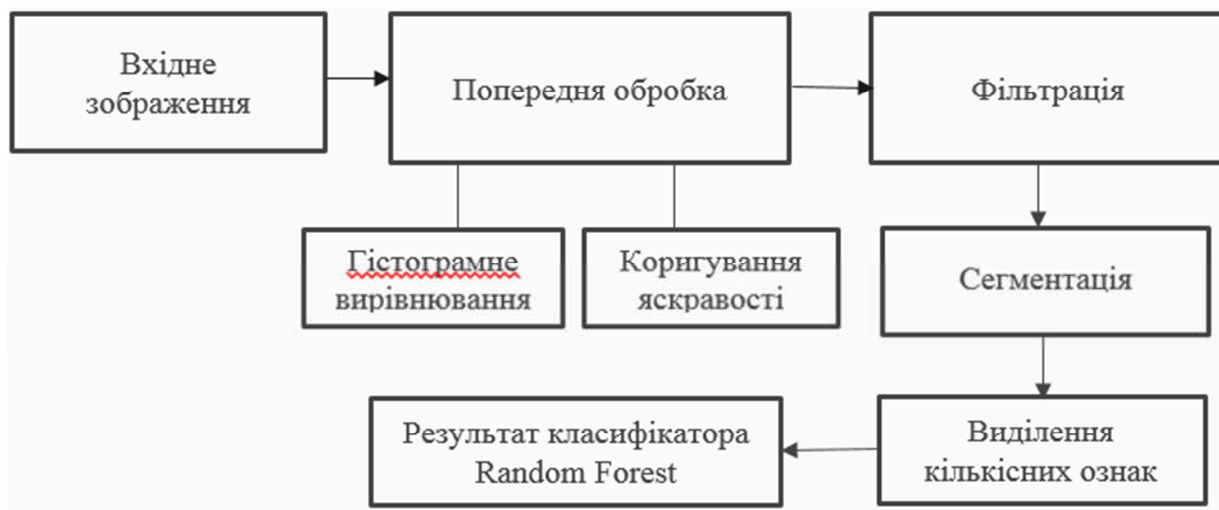 Вхідне
зображення
Попередня обробка
Фільтрація
Гістограмне
вирівнювання
Коригування
яскравості
Сегментація
Виділення
кількісних ознак
Результат класифікатора
Random Forest